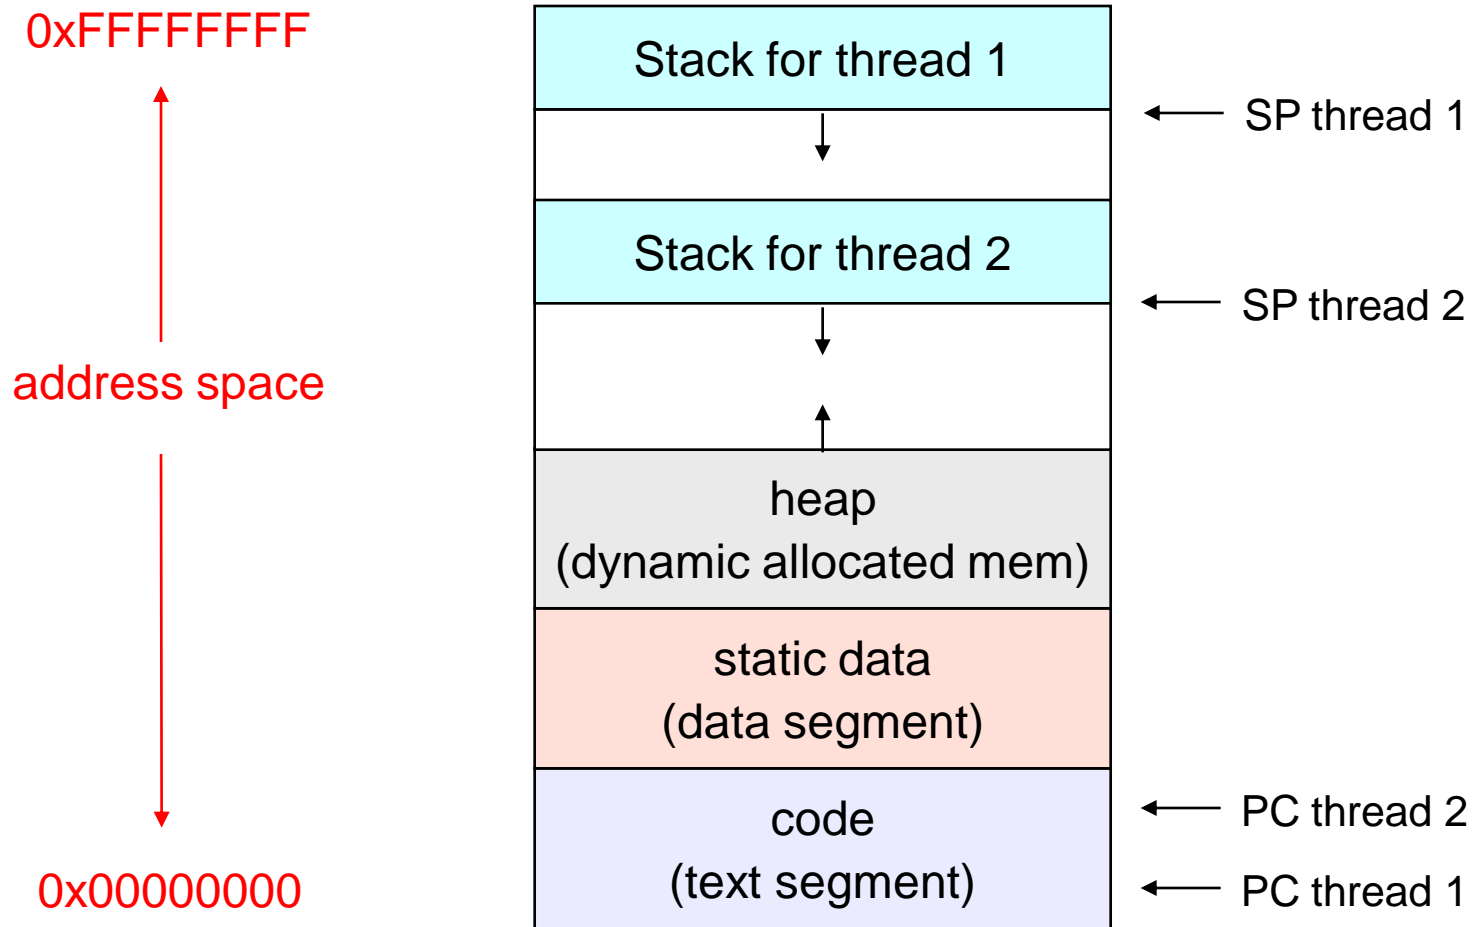 0xFFFFFFFF
Stack for thread 1
SP thread 1
Stack for thread 2
SP thread 2
address space
heap
(dynamic allocated mem)
static data
(data segment)
code
(text segment)
PC thread 2
PC thread 1
0x00000000